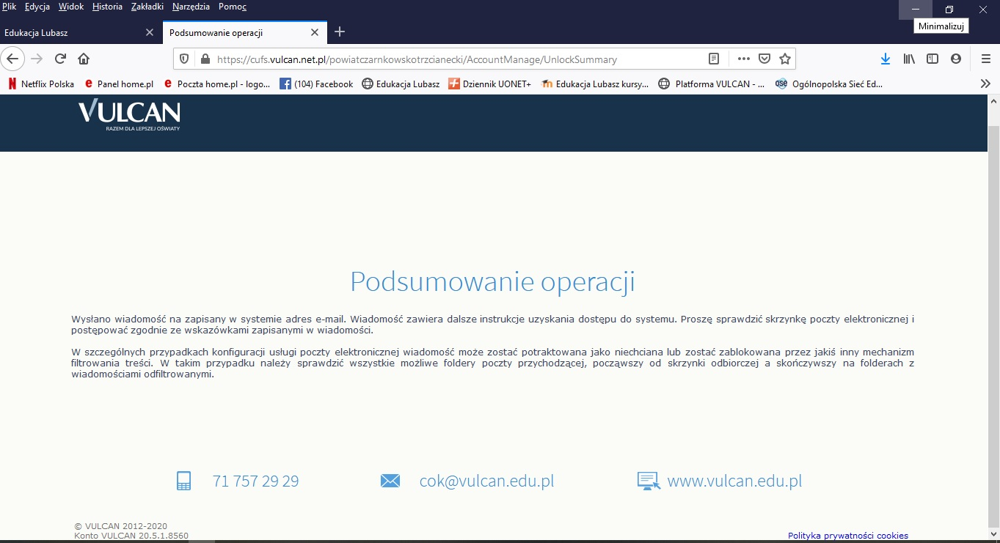 Plik Edycja Widok Historia Zakładki Narzędzia Pomoc
Minimalizuj
Edukacja Lubasz
Podsumowanie operacji
https://cufs.vulcan.net.pl/powiatczarnkowskotrzcianecki/AccountManage/UnlockSummary
N Netflix Polska e Panel home.pl e Poczta home.pl - logo... f (104) Facebook Edukacja Lubasz Dziennik UONET+ m Edukacja Lubasz kursy... Platforma VULCAN - ... OSE Ogólnopolska Sieć Ed...
VULCAN
RAZEM DLA LEPSZEJ OŚWIATY
Podsumowanie operacji
Wysłano wiadomość na zapisany w systemie adres e-mail. Wiadomość zawiera dalsze instrukcje uzyskania dostępu do systemu. Proszę sprawdzić skrzynkę poczty elektronicznej i
postępować zgodnie ze wskazówkami zapisanymi w wiadomości.
W szczególnych przypadkach konfiguracji usługi poczty elektronicznej wiadomość może zostać potraktowana jako niechciana lub zostać zablokowana przez jakiś inny mechanizm
filtrowania treści. W takim przypadku należy sprawdzić wszystkie możliwe foldery poczty przychodzącej, począwszy od skrzynki odbiorczej a skończywszy na folderach z
wiadomościami odfiltrowanymi.
71 757 29 29
cok@vulcan.edu.pl
www.vulcan.edu.pl
© VULCAN 2012-2020
Konto VULCAN 20.5.1.8560
Polityka prywatności cookies